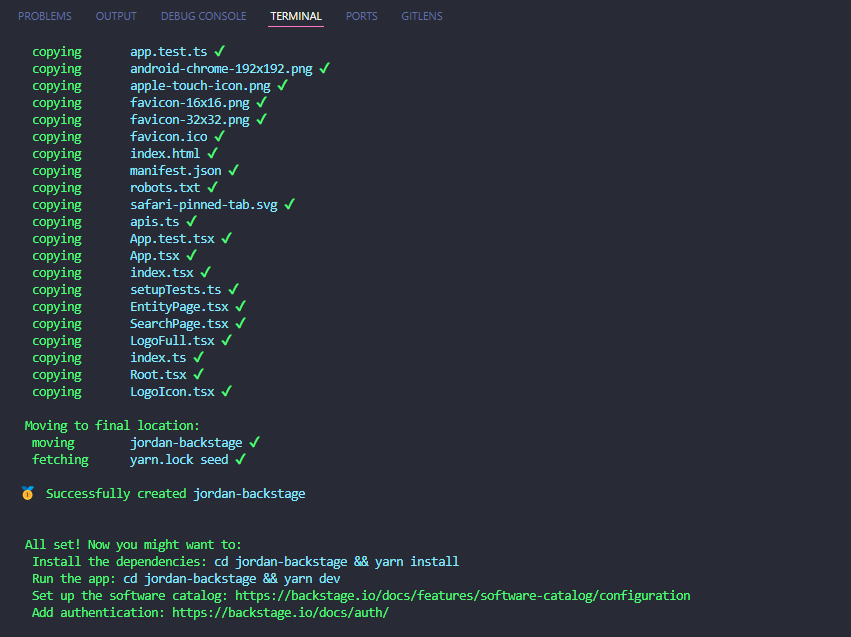 PROBLEMS OUTPUT DEBUG CONSOLE TERMINAL PORTS GITLENS
copying app.test.ts ✓
copying android-chrome-192x192.png ✓
copying apple-touch-icon.png ✓
copying favicon-16x16.png ✓
copying favicon-32x32.png ✓
copying favicon.ico ✓
copying index.html ✓
copying manifest.json ✓
copying robots.txt ✓
copying safari-pinned-tab.svg ✓
copying apis.ts ✓
copying App.test.tsx ✓
copying App.tsx ✓
copying index.tsx ✓
copying setupTests.ts ✓
copying EntityPage.tsx ✓
copying SearchPage.tsx ✓
copying LogoFull.tsx ✓
copying index.ts ✓
copying Root.tsx ✓
copying LogoIcon.tsx ✓
Moving to final location:
moving jordan-backstage ✓
fetching yarn.lock seed ✓
🥇 Successfully created jordan-backstage
All set! Now you might want to:
Install the dependencies: cd jordan-backstage && yarn install
Run the app: cd jordan-backstage && yarn dev
Set up the software catalog: https://backstage.io/docs/features/software-catalog/configuration
Add authentication: https://backstage.io/docs/auth/